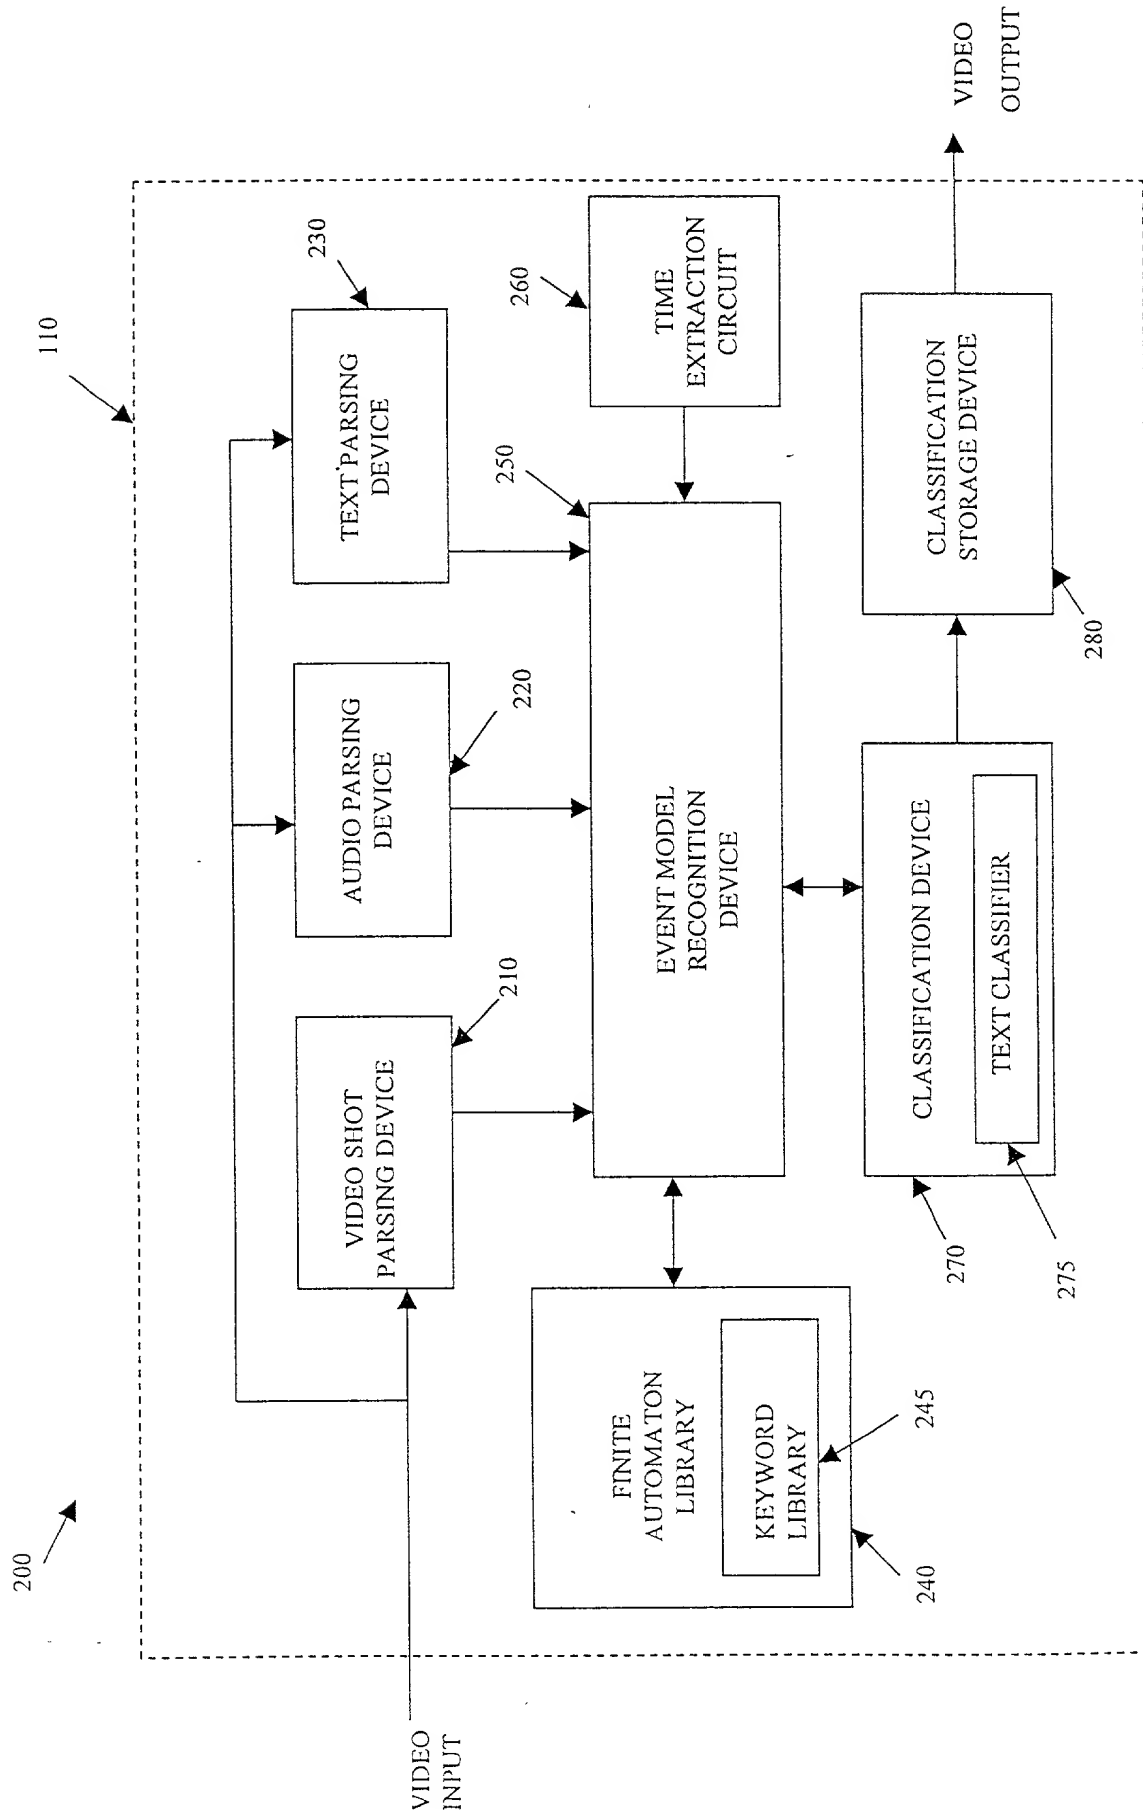 200
110
VIDEO
INPUT
VIDEO SHOT
PARSING DEVICE
210
AUDIO PARSING
DEVICE
220
TEXT PARSING
DEVICE
230
FINITE
AUTOMATON
LIBRARY
KEYWORD
LIBRARY
245
240
EVENT MODEL
RECOGNITION
DEVICE
250
TIME
EXTRACTION
CIRCUIT
260
CLASSIFICATION DEVICE
TEXT CLASSIFIER
270
275
CLASSIFICATION
STORAGE DEVICE
280
VIDEO
OUTPUT